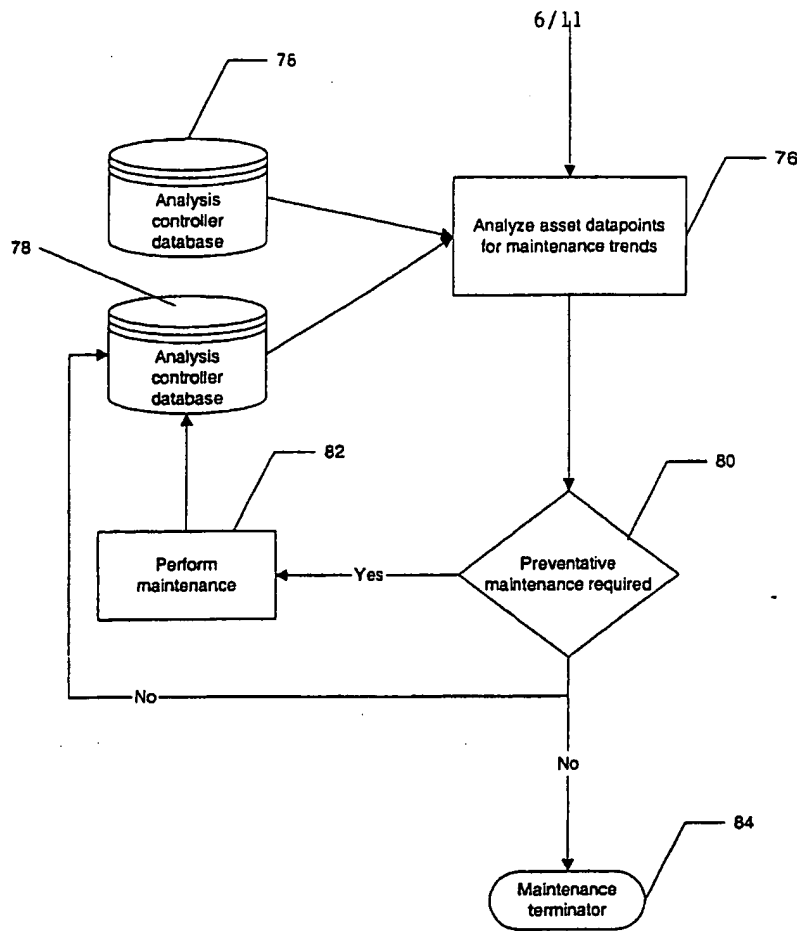 6/11
76
Analysis
controller
database
76
Analyze asset datapoints
for maintenance trends
78
Analysis
controller
database
82
80
Perform
maintenance
Yes
Preventative
maintenance required
No
No
84
Maintenance
terminator